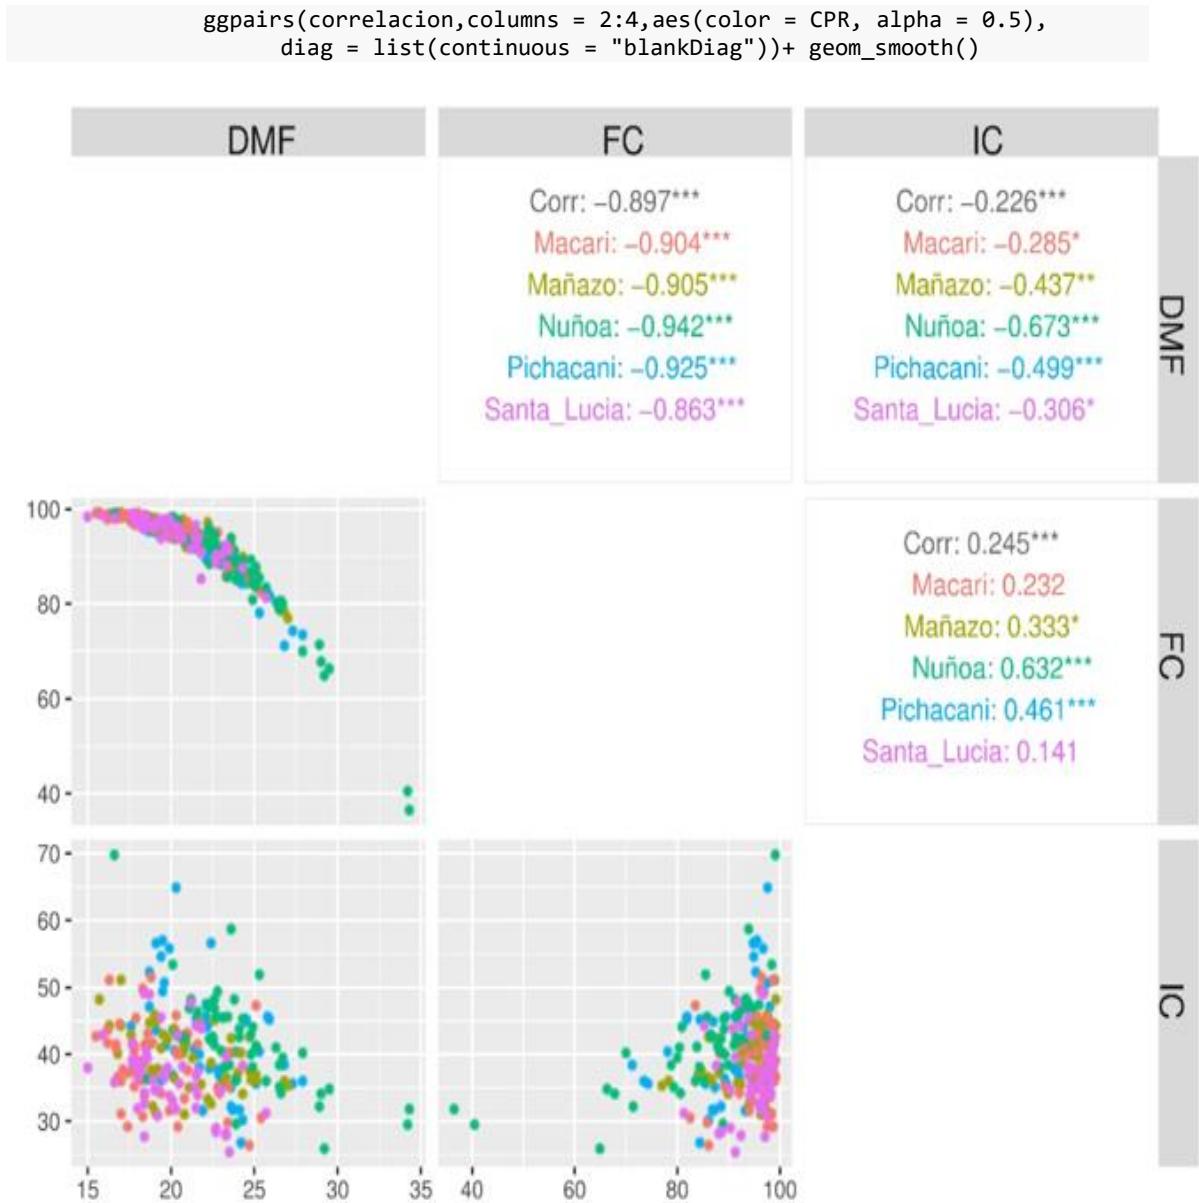 ggpairs(correlacion,columns = 2:4,aes(color = CPR, alpha = 0.5),
diag = list(continuous = "blankDiag"))+ geom_smooth()
DMF
FC
IC
Corr: −0.897***
Macari: −0.904***
Mañazo: −0.905***
Nuñoa: −0.942***
Pichacani: −0.925***
Santa_Lucia: −0.863***
Corr: −0.226***
Macari: −0.285*
Mañazo: −0.437**
Nuñoa: −0.673***
Pichacani: −0.499***
Santa_Lucia: −0.306*
DMF
100
80
60
40
Corr: 0.245***
Macari: 0.232
Mañazo: 0.333*
Nuñoa: 0.632***
Pichacani: 0.461***
Santa_Lucia: 0.141
FC
70
60
50
40
30
IC
15 20 25 30 35
40 60 80 100